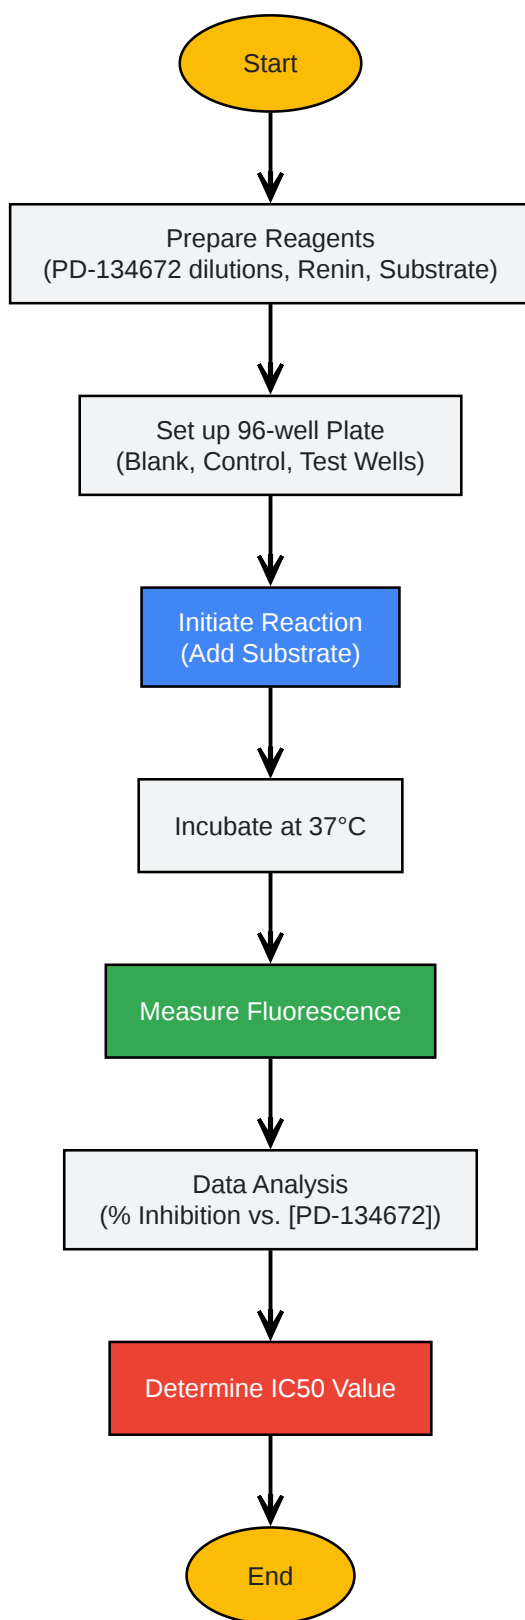 Start
Prepare Reagents
(PD-134672 dilutions, Renin, Substrate)
Set up 96-well Plate
(Blank, Control, Test Wells)
Initiate Reaction
(Add Substrate)
Incubate at 37°C
Measure Fluorescence
Data Analysis
(% Inhibition vs. [PD-134672])
Determine IC50 Value
End